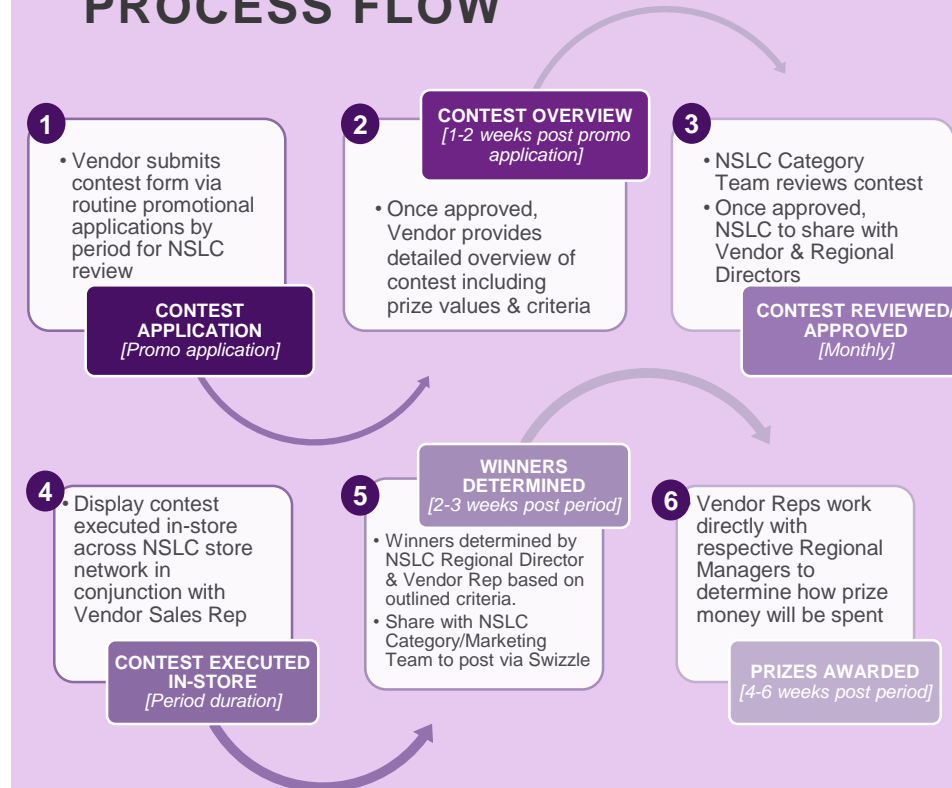 PROCESS FLOW
1
• Vendor submits
contest form via
routine promotional
applications by
period for NSLC
review
CONTEST
APPLICATION
[Promo application]
2
CONTEST OVERVIEW
[1-2 weeks post promo
application]
• Once approved,
Vendor provides
detailed overview of
contest including
prize values & criteria
3
• NSLC Category
Team reviews contest
• Once approved,
NSLC to share with
Vendor & Regional
Directors
CONTEST REVIEWED/
APPROVED
[Monthly]
4
• Display contest
executed in-store
across NSLC store
network in
conjunction with
Vendor Sales Rep
CONTEST EXECUTED
IN-STORE
[Period duration]
5
WINNERS
DETERMINED
[2-3 weeks post period]
• Winners determined by
NSLC Regional Director
& Vendor Rep based on
outlined criteria.
• Share with NSLC
Category/Marketing
Team to post via Swizzle
6
Vendor Reps work
directly with
respective Regional
Managers to
determine how prize
money will be spent
PRIZES AWARDED
[4-6 weeks post period]